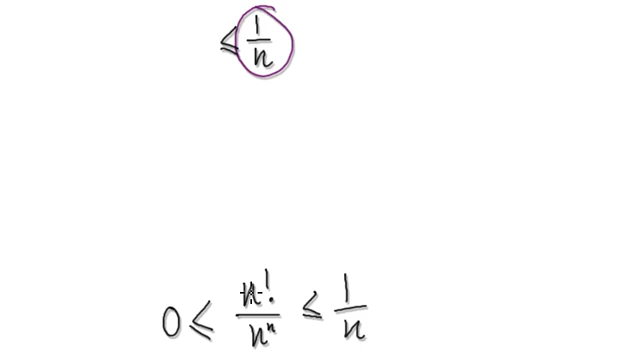 ≤ 1/n
0 ≤ n!/nⁿ ≤ 1/n